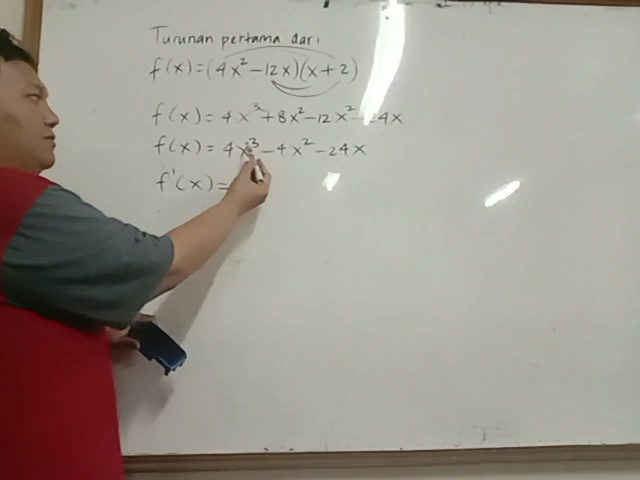 Turunan pertama dari
f(x) = (4x² - 12x)(x + 2)
f(x) = 4x³ + 8x² - 12x² - 24x
f(x) = 4x³ - 4x² - 24x
f'(x) =